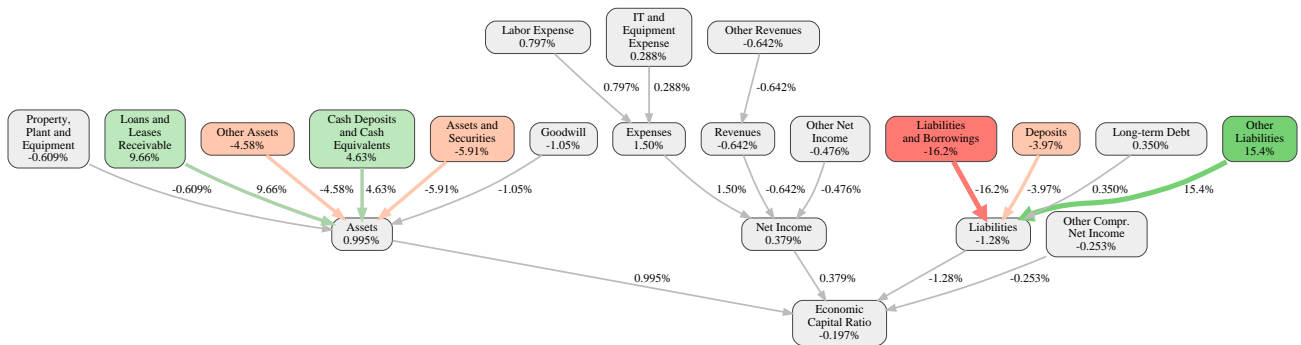 Labor Expense
0.797%
IT and
Equipment
Expense
0.288%
Other Revenues
-0.642%
0.797%
0.288%
-0.642%
Property,
Plant and
Equipment
-0.609%
Loans and
Leases
Receivable
9.66%
Other Assets
-4.58%
Cash Deposits
and Cash
Equivalents
4.63%
Assets and
Securities
-5.91%
Goodwill
-1.05%
Expenses
1.50%
Revenues
-0.642%
Other Net
Income
-0.476%
Liabilities
and Borrowings
-16.2%
Deposits
-3.97%
Long-term Debt
0.350%
Other
Liabilities
15.4%
-0.609%
9.66%
-4.58%
4.63%
-5.91%
-1.05%
1.50%
-0.642%
-0.476%
-16.2%
-3.97%
0.350%
15.4%
Assets
0.995%
Net Income
0.379%
Liabilities
-1.28%
Other Compr.
Net Income
-0.253%
0.995%
0.379%
-1.28%
-0.253%
Economic
Capital Ratio
-0.197%